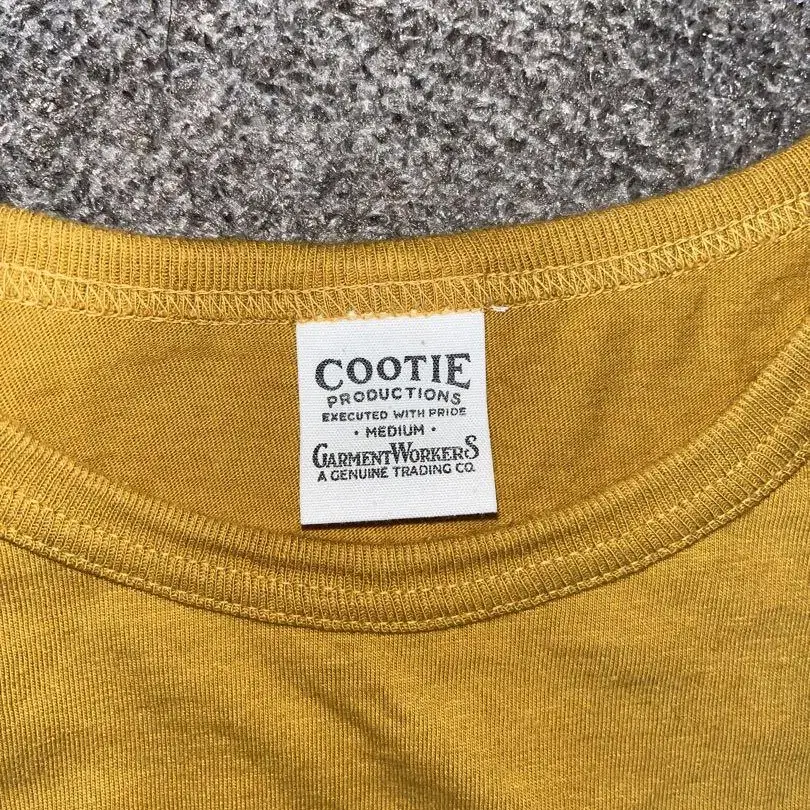 COOTIE
PRODUCTIONS
EXECUTED WITH PRIDE
• MEDIUM •
GARMENTWORKERS
A GENUINE TRADING CO.